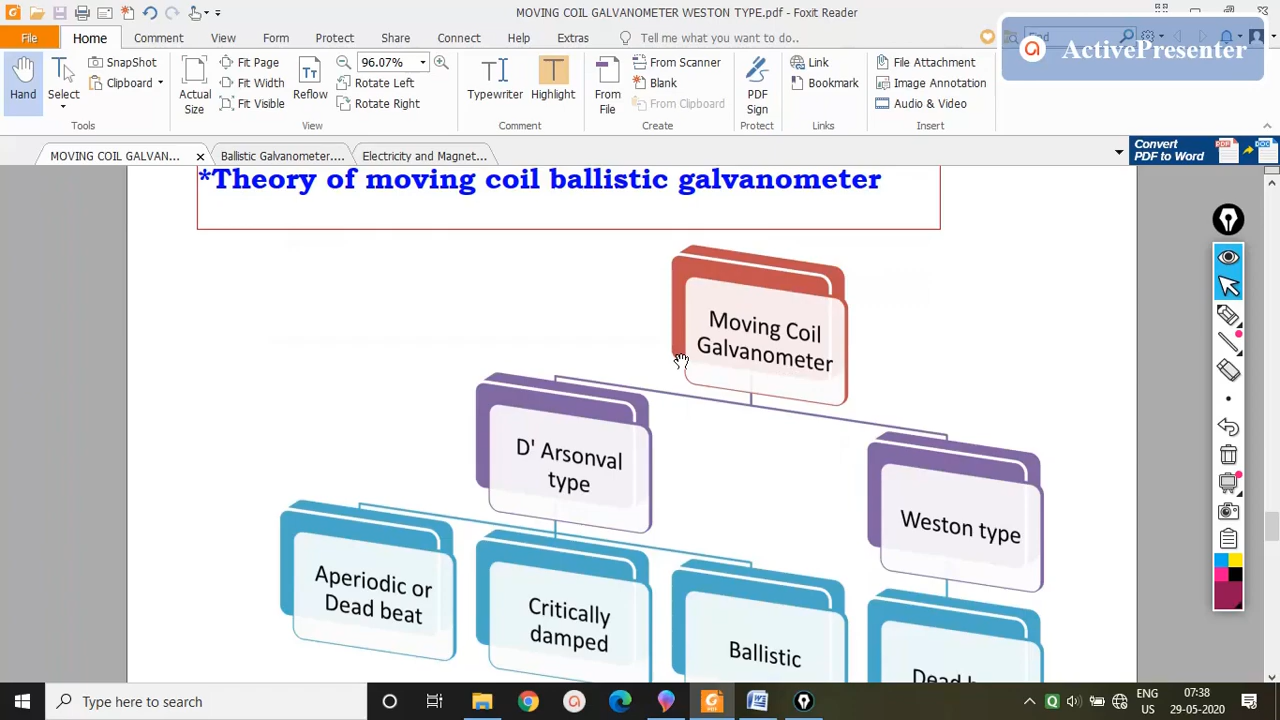 MOVING COIL GALVANOMETER WESTON TYPE.pdf - Foxit Reader
File Home Comment View Form Protect Share Connect Help Extras Tell me what you want to do..
ActivePresenter
Hand
Select
SnapShot
Clipboard
Tools
Actual Size
Fit Page
Fit Width
Fit Visible
Reflow
96.07%
Rotate Left
Rotate Right
View
Typewriter
Highlight
Comment
From File
From Scanner
Blank
From Clipboard
Create
PDF Sign
Protect
Link
Bookmark
Links
File Attachment
Image Annotation
Audio & Video
Insert
MOVING COIL GALVAN... Ballistic Galvanometer.... Electricity and Magnet...
Convert
PDF to Word
*Theory of moving coil ballistic galvanometer
Moving Coil
Galvanometer
D' Arsonval
type
Weston type
Aperiodic or
Dead beat
Critically
damped
Ballistic
Type here to search
ENG
US
07:38
29-05-2020